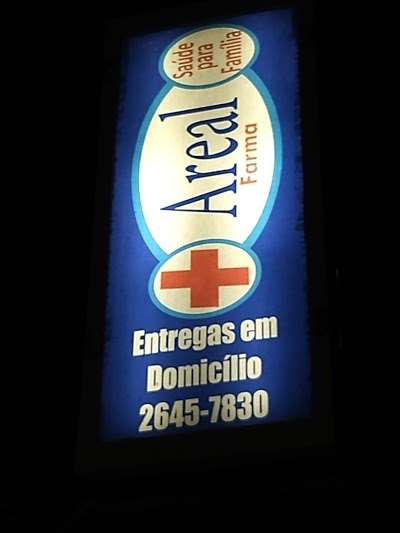 Saúde
para
Família
Areal
Farma
Entregas em
Domicílio
2645-7830